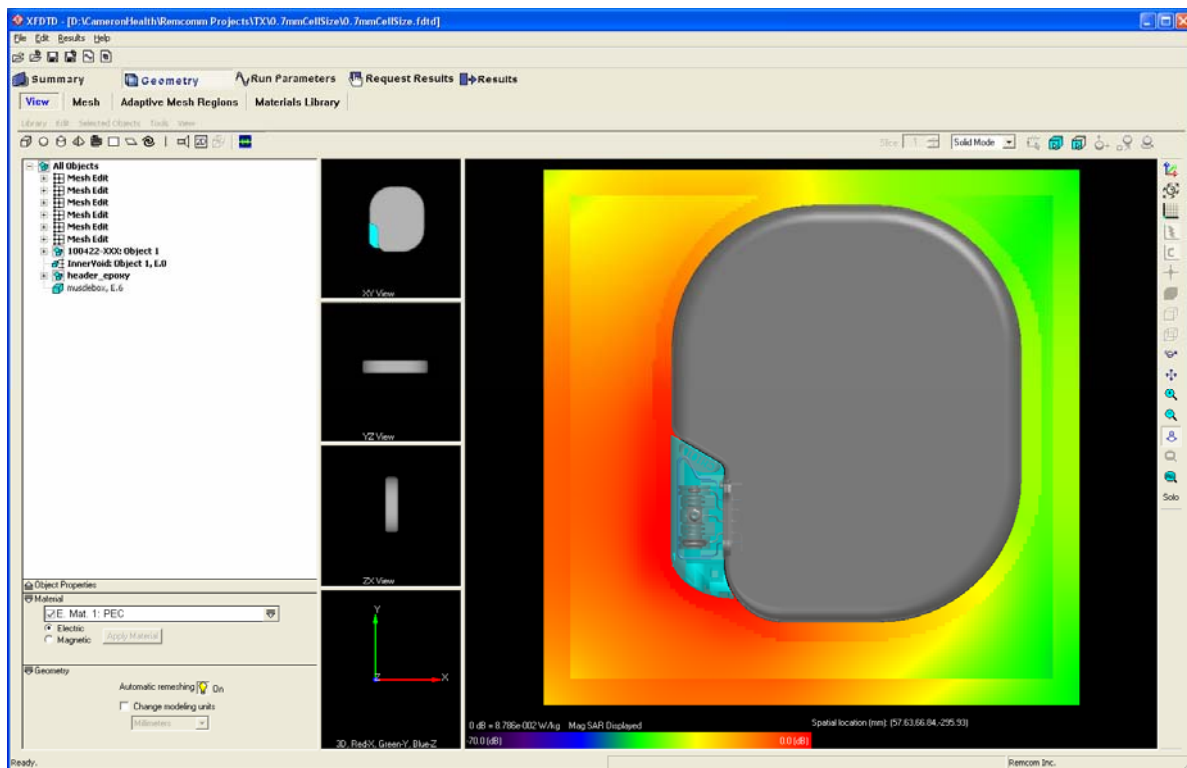 XFDTD - [D:\CameronHealth\Remcomm Projects\TX\0.7mmCellSize\0.7mmCellSize.fdtd]
File Edit Results Help
Summary Geometry Run Parameters Request Results Results
View Mesh Adaptive Mesh Regions Materials Library
Library Edit Selected Objects Tools View
Slice 1 Solid Mode
All Objects
Mesh Edit
Mesh Edit
Mesh Edit
Mesh Edit
Mesh Edit
Mesh Edit
100422-XXX: Object 1
InnerVoid: Object 1, E.0
header_epoxy
musclebox, E.6
XY View
YZ View
ZX View
Solo
Object Properties
Material
E. Mat. 1: PEC
Electric
Magnetic
Apply Material
Geometry
Automatic remeshing On
Change modeling units
Millimeters
Y
Z X
3D, Red-X, Green-Y, Blue-Z
0 dB = 8.786e-002 W/kg Mag SAR Displayed
Spatial location (mm): (57.63,66.84,-295.93)
-70.0 (dB) 0.0 (dB)
Ready. Remcom Inc.